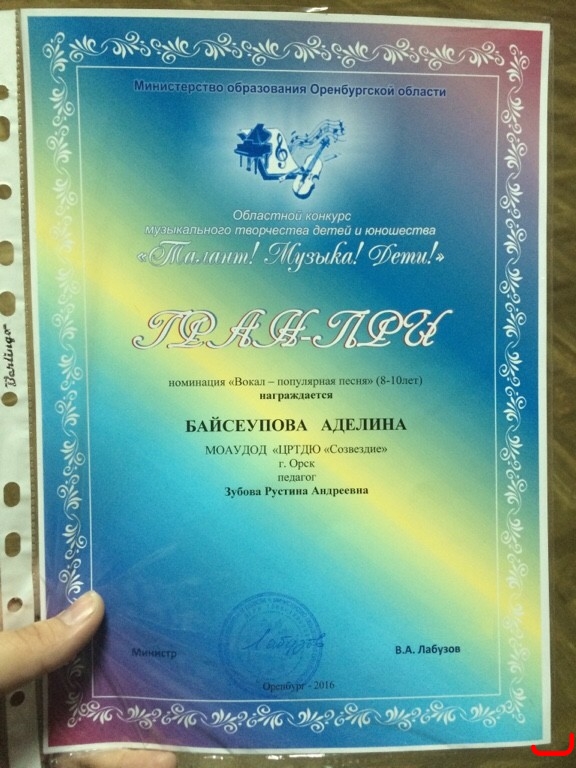 Министерство образования Оренбургской области
Областной конкурс
музыкального творчества детей и юношества
«Талант! Музыка! Дети!»
ГРАН-ПРИ
номинация «Вокал – популярная песня» (8-10лет)
награждается
БАЙСЕУПОВА АДЕЛИНА
МОАУДОД «ЦРТДЮ «Созвездие»
г. Орск
педагог
Зубова Рустина Андреевна
Министр
В.А. Лабузов
Оренбург - 2016
Berlingo